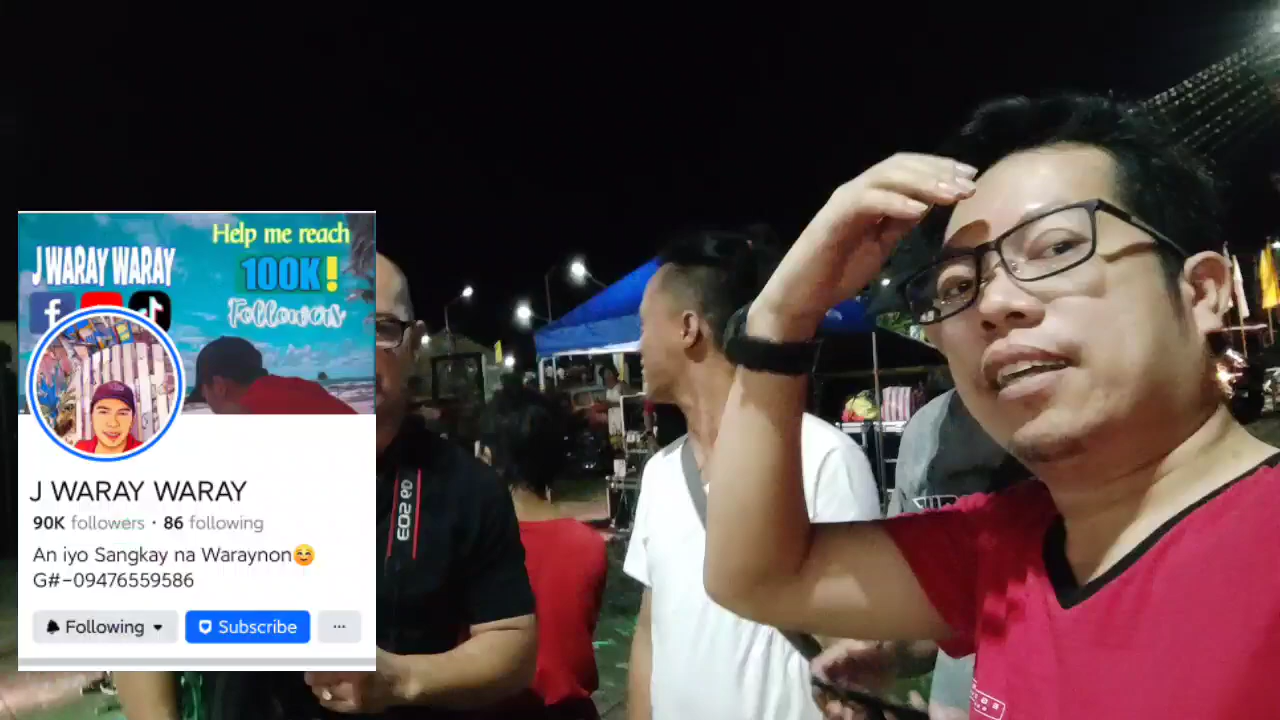 J WARAY WARAY
Help me reach
100K!
Followers
J WARAY WARAY
90K followers · 86 following
An iyo Sangkay na Waraynon😊
G#-09476559586
Following
Subscribe
EOS 6D